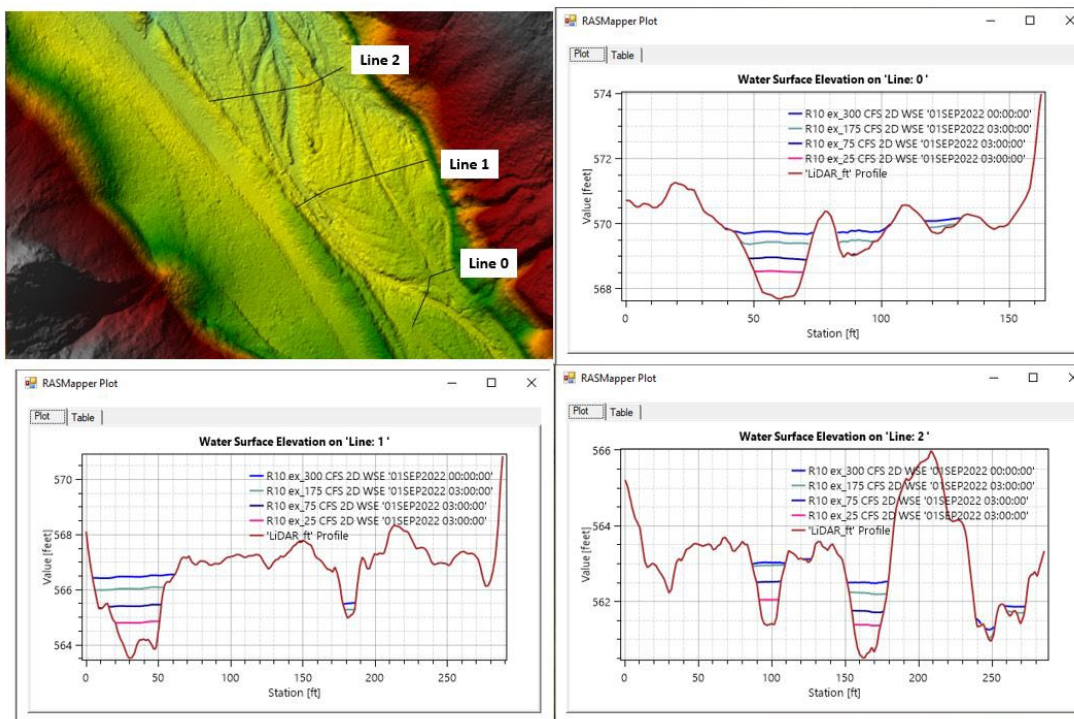 Line 2
Line 1
Line 0
RASMapper Plot
Plot Table
Water Surface Elevation on 'Line: 0 '
R10 ex_300 CFS 2D WSE '01SEP2022 00:00:00'
R10 ex_175 CFS 2D WSE '01SEP2022 03:00:00'
R10 ex_75 CFS 2D WSE '01SEP2022 03:00:00'
R10 ex_25 CFS 2D WSE '01SEP2022 03:00:00'
'LiDAR_ft' Profile
Value [feet]
574
572
570
568
0 50 100 150
Station [ft]
RASMapper Plot
Plot Table
Water Surface Elevation on 'Line: 1 '
R10 ex_300 CFS 2D WSE '01SEP2022 00:00:00'
R10 ex_175 CFS 2D WSE '01SEP2022 03:00:00'
R10 ex_75 CFS 2D WSE '01SEP2022 03:00:00'
R10 ex_25 CFS 2D WSE '01SEP2022 03:00:00'
'LiDAR_ft' Profile
Value [feet]
570
568
566
564
0 50 100 150 200 250
Station [ft]
RASMapper Plot
Plot Table
Water Surface Elevation on 'Line: 2 '
R10 ex_300 CFS 2D WSE '01SEP2022 00:00:00'
R10 ex_175 CFS 2D WSE '01SEP2022 03:00:00'
R10 ex_75 CFS 2D WSE '01SEP2022 03:00:00'
R10 ex_25 CFS 2D WSE '01SEP2022 03:00:00'
'LiDAR_ft' Profile
Value [feet]
566
564
562
0 50 100 150 200 250
Station [ft]